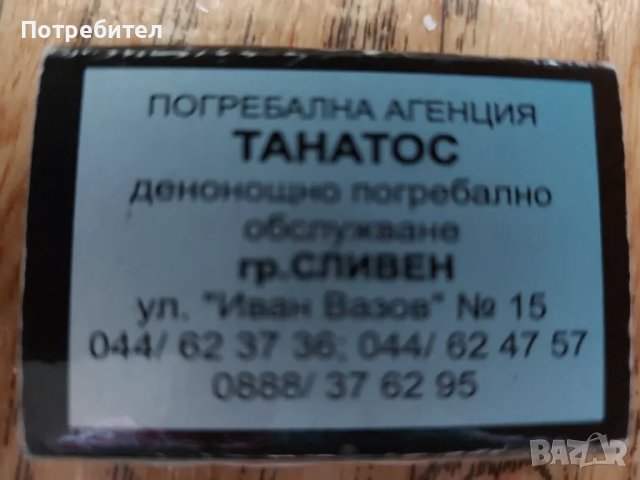 Потребител
ПОГРЕБАЛНА АГЕНЦИЯ
ТАНАТОС
денонощно погребално
обслужване
гр.СЛИВЕН
ул. "Иван Вазов" № 15
044/ 62 37 36; 044/ 62 47 57
0888/ 37 62 95
BAZAR